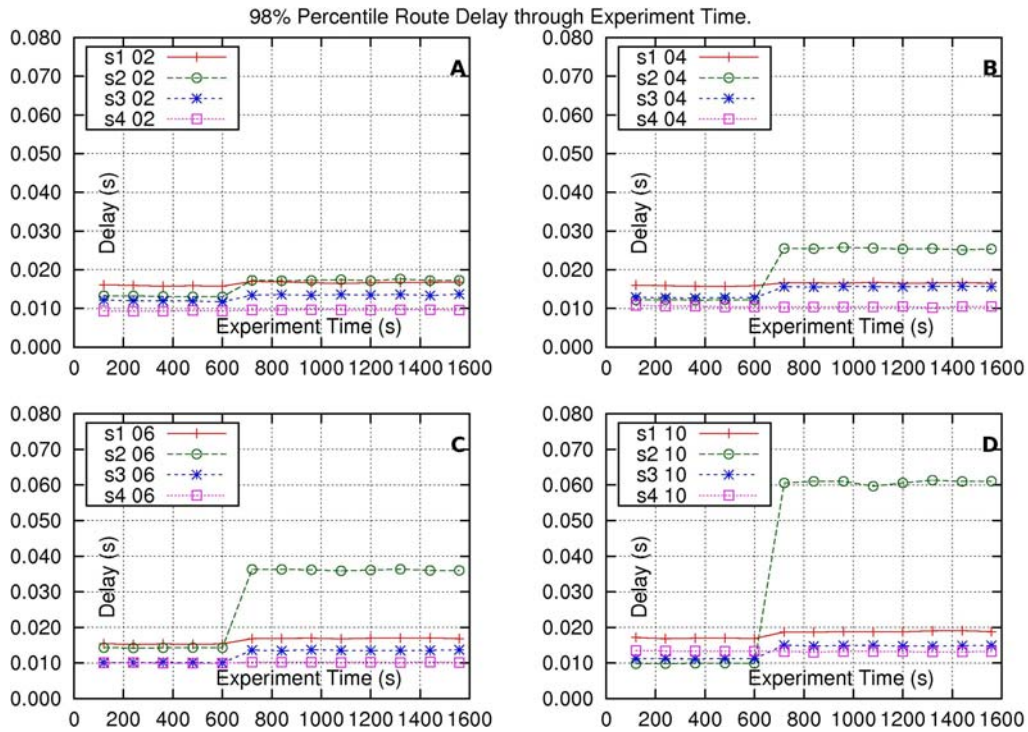 98% Percentile Route Delay through Experiment Time.
0.080
0.070
0.060
0.050
0.040
0.030
0.020
0.010
0.000
s1 02
s2 02
s3 02
s4 02
A
Delay (s)
Experiment Time (s)
0 200 400 600 800 1000 1200 1400 1600
0.080
0.070
0.060
0.050
0.040
0.030
0.020
0.010
0.000
s1 04
s2 04
s3 04
s4 04
B
Delay (s)
Experiment Time (s)
0 200 400 600 800 1000 1200 1400 1600
0.080
0.070
0.060
0.050
0.040
0.030
0.020
0.010
0.000
s1 06
s2 06
s3 06
s4 06
C
Delay (s)
Experiment Time (s)
0 200 400 600 800 1000 1200 1400 1600
0.080
0.070
0.060
0.050
0.040
0.030
0.020
0.010
0.000
s1 10
s2 10
s3 10
s4 10
D
Delay (s)
Experiment Time (s)
0 200 400 600 800 1000 1200 1400 1600